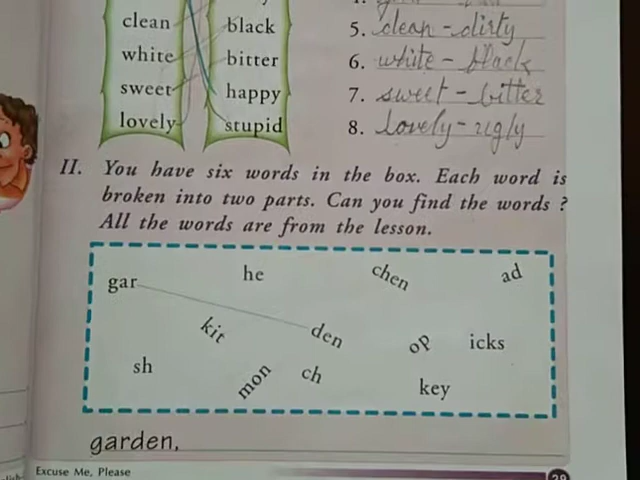 5. clean - dirty
clean black
6. white - black
white bitter
7. sweet - bitter
sweet happy
8. Lovely - ugly
lovely stupid
II. You have six words in the box. Each word is
broken into two parts. Can you find the words ?
All the words are from the lesson.
gar he chen ad
kit den op icks
sh mon ch key
garden,
Excuse Me, Please 29